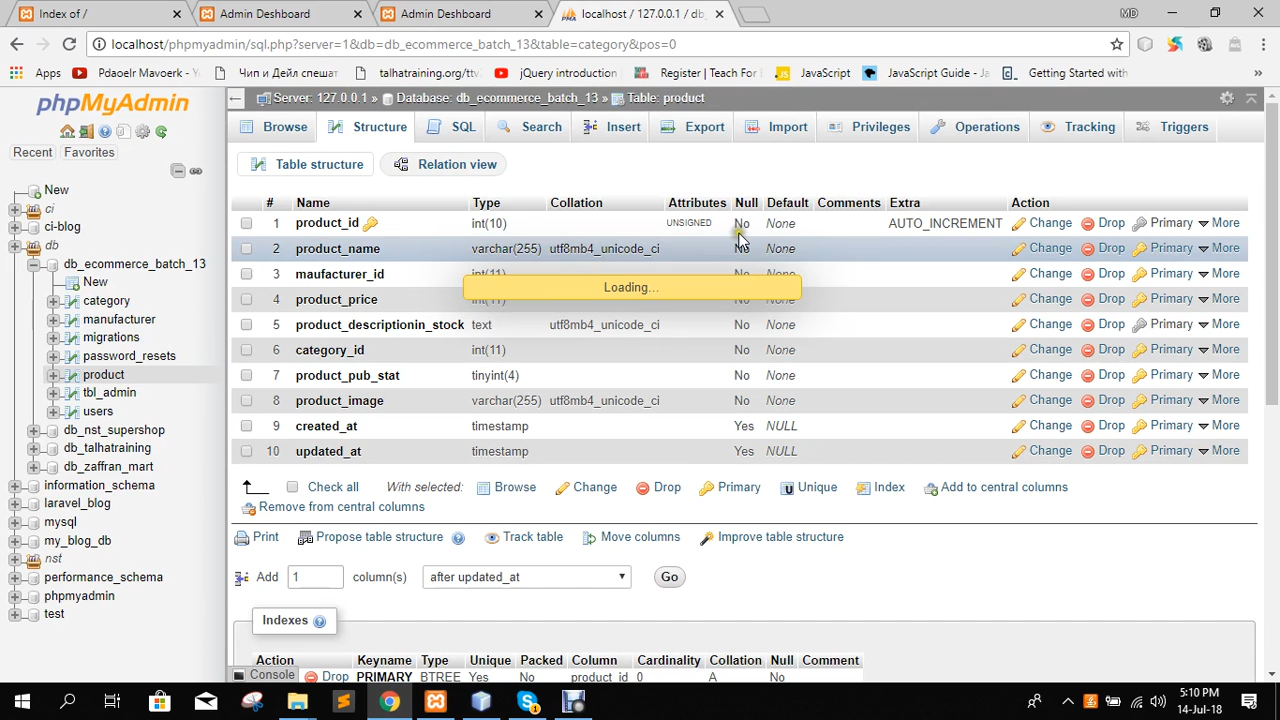 Index of /
Admin Deshboard
Admin Deshboard
localhost / 127.0.0.1 / db_
MD
localhost/phpmyadmin/sql.php?server=1&db=db_ecommerce_batch_13&table=category&pos=0
Apps
Pdaoelr Mavoerk - Y
Чип и Дейл спешат
talhatraining.org/ttv2
jQuery introduction
Register | Tech For
JavaScript
JavaScript Guide - Ja
Getting Started with
»
phpMyAdmin
Recent
Favorites
New
ci
ci-blog
db
db_ecommerce_batch_13
New
category
manufacturer
migrations
password_resets
product
tbl_admin
users
db_nst_supershop
db_talhatraining
db_zaffran_mart
information_schema
laravel_blog
mysql
my_blog_db
nst
performance_schema
phpmyadmin
test
Server: 127.0.0.1 » Database: db_ecommerce_batch_13 » Table: product
Browse Structure SQL Search Insert Export Import Privileges Operations Tracking Triggers
Table structure Relation view
# Name Type Collation Attributes Null Default Comments Extra Action
1 product_id int(10) UNSIGNED No None AUTO_INCREMENT Change Drop Primary More
2 product_name varchar(255) utf8mb4_unicode_ci No None Change Drop Primary More
3 maufacturer_id int(11) No None Change Drop Primary More
Loading...
4 product_price int(11) No None Change Drop Primary More
5 product_descriptionin_stock text utf8mb4_unicode_ci No None Change Drop Primary More
6 category_id int(11) No None Change Drop Primary More
7 product_pub_stat tinyint(4) No None Change Drop Primary More
8 product_image varchar(255) utf8mb4_unicode_ci No None Change Drop Primary More
9 created_at timestamp Yes NULL Change Drop Primary More
10 updated_at timestamp Yes NULL Change Drop Primary More
Check all With selected: Browse Change Drop Primary Unique Index Add to central columns
Remove from central columns
Print Propose table structure Track table Move columns Improve table structure
Add 1 column(s) after updated_at Go
Indexes
Action Keyname Type Unique Packed Column Cardinality Collation Null Comment
Drop PRIMARY BTREE Yes No product_id 0 A No
Console
5:10 PM
14-Jul-18